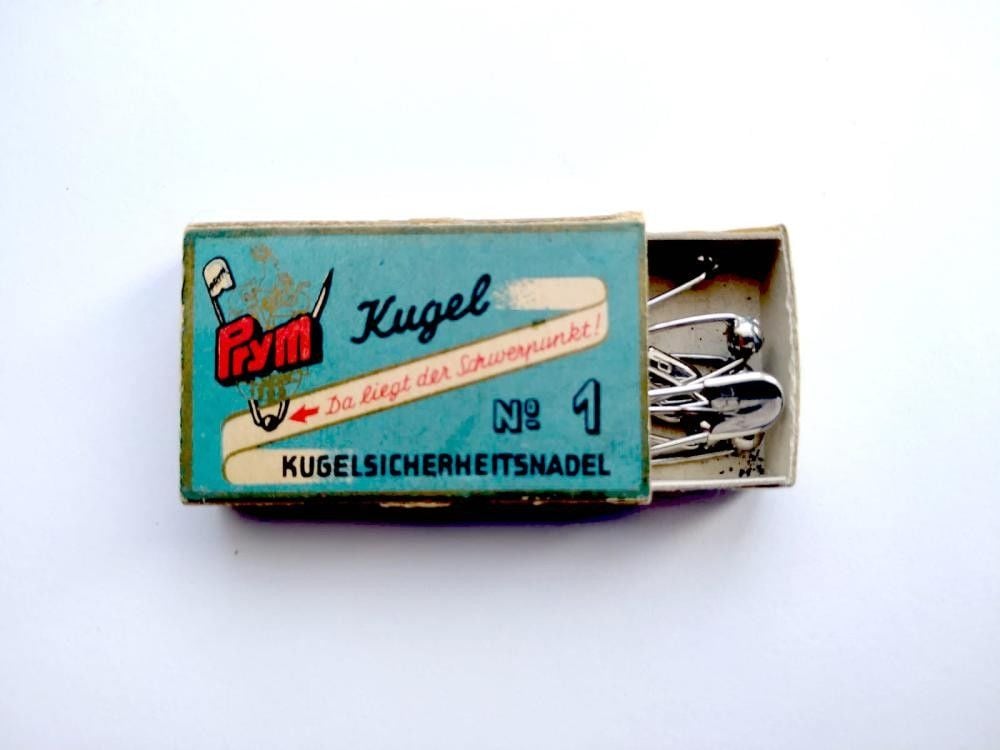 Prym
Kugel
Da liegt der Schwerpunkt!
Nº 1
KUGELSICHERHEITSNADEL